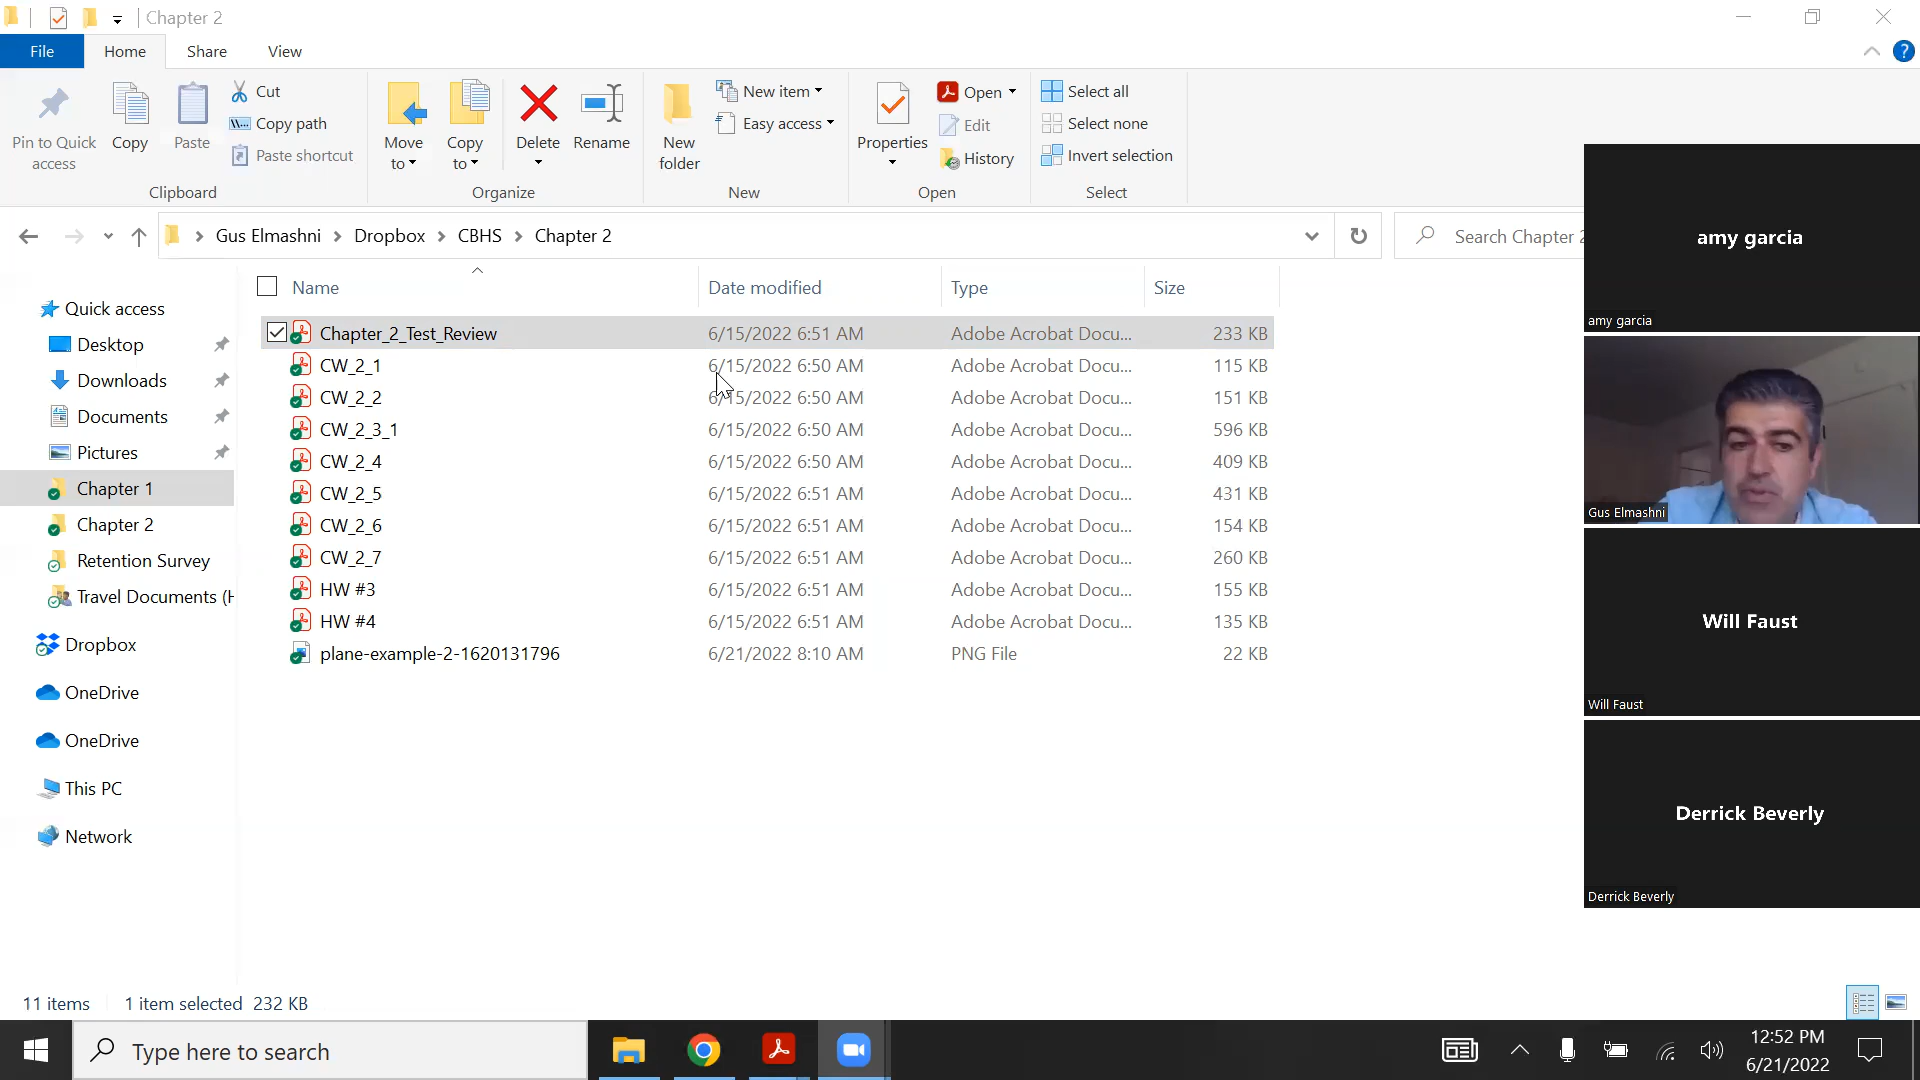 Chapter 2
File Home Share View
Pin to Quick access
Copy
Paste
Cut
Copy path
Paste shortcut
Clipboard
Move to
Copy to
Delete
Rename
Organize
New folder
New item
Easy access
New
Properties
Open
Edit
History
Open
Select all
Select none
Invert selection
Select
Gus Elmashni Dropbox CBHS Chapter 2
Search Chapter 2
Name Date modified Type Size
Chapter_2_Test_Review 6/15/2022 6:51 AM Adobe Acrobat Docu... 233 KB
CW_2_1 6/15/2022 6:50 AM Adobe Acrobat Docu... 115 KB
CW_2_2 6/15/2022 6:50 AM Adobe Acrobat Docu... 151 KB
CW_2_3_1 6/15/2022 6:50 AM Adobe Acrobat Docu... 596 KB
CW_2_4 6/15/2022 6:50 AM Adobe Acrobat Docu... 409 KB
CW_2_5 6/15/2022 6:51 AM Adobe Acrobat Docu... 431 KB
CW_2_6 6/15/2022 6:51 AM Adobe Acrobat Docu... 154 KB
CW_2_7 6/15/2022 6:51 AM Adobe Acrobat Docu... 260 KB
HW #3 6/15/2022 6:51 AM Adobe Acrobat Docu... 155 KB
HW #4 6/15/2022 6:51 AM Adobe Acrobat Docu... 135 KB
plane-example-2-1620131796 6/21/2022 8:10 AM PNG File 22 KB
Quick access
Desktop
Downloads
Documents
Pictures
Chapter 1
Chapter 2
Retention Survey
Travel Documents (H
Dropbox
OneDrive
OneDrive
This PC
Network
amy garcia
amy garcia
Gus Elmashni
Will Faust
Will Faust
Derrick Beverly
Derrick Beverly
11 items 1 item selected 232 KB
Type here to search
12:52 PM
6/21/2022